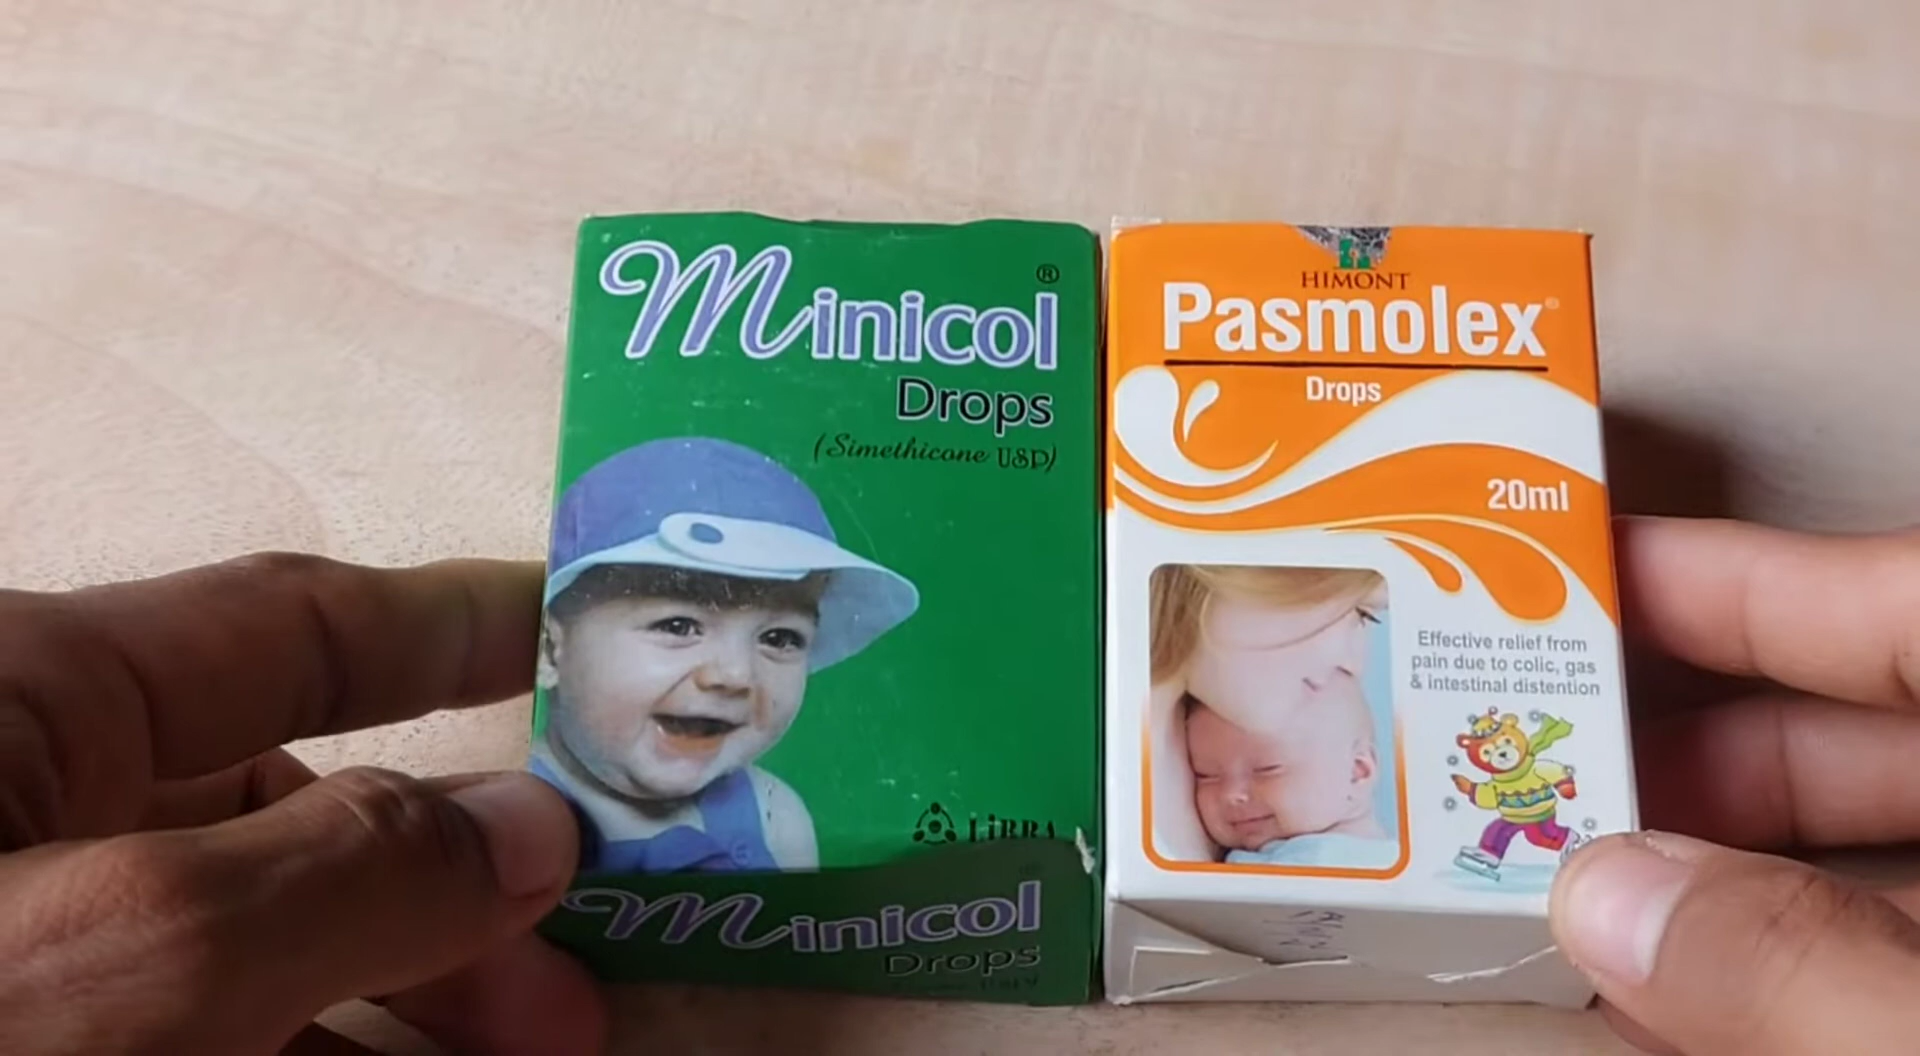 Minicol®
Drops
(Simethicone USP)
LIBRA
Minicol
Drops
HIMONT
Pasmolex
Drops
20ml
Effective relief from
pain due to colic, gas
& intestinal distention